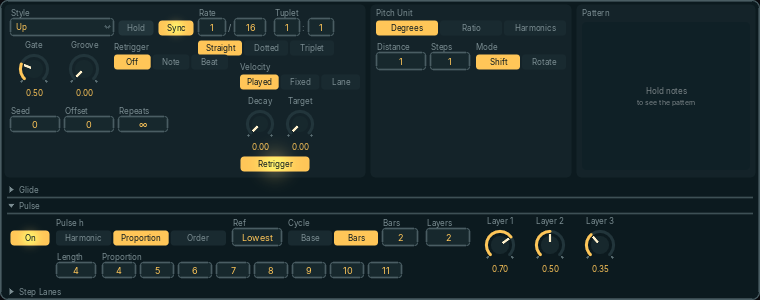 Style Rate Tuplet Pitch Unit Pattern
Up Hold Sync 1 / 16 1 : 1 Degrees Ratio Harmonics
Gate Groove Retrigger Straight Dotted Triplet Distance Steps Mode
Off Note Beat 1 1 Shift Rotate
Velocity
Played Fixed Lane
0.50 0.00
Hold notes
to see the pattern
Decay Target
Seed Offset Repeats
0 0 ∞
0.00 0.00
Retrigger
Glide
Pulse
Pulse h Ref Cycle Bars Layers Layer 1 Layer 2 Layer 3
On Harmonic Proportion Order Lowest Base Bars 2 2
Length Proportion
4 4 5 6 7 8 9 10 11
0.70 0.50 0.35
Step Lanes